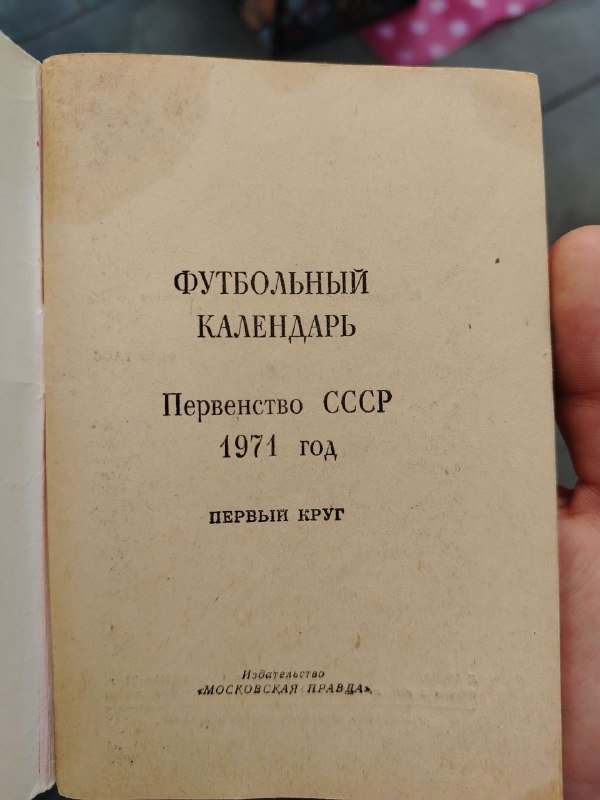 ФУТБОЛЬНЫЙ
КАЛЕНДАРЬ
Первенство СССР
1971 год
ПЕРВЫЙ КРУГ
Издательство
«МОСКОВСКАЯ ПРАВДА»